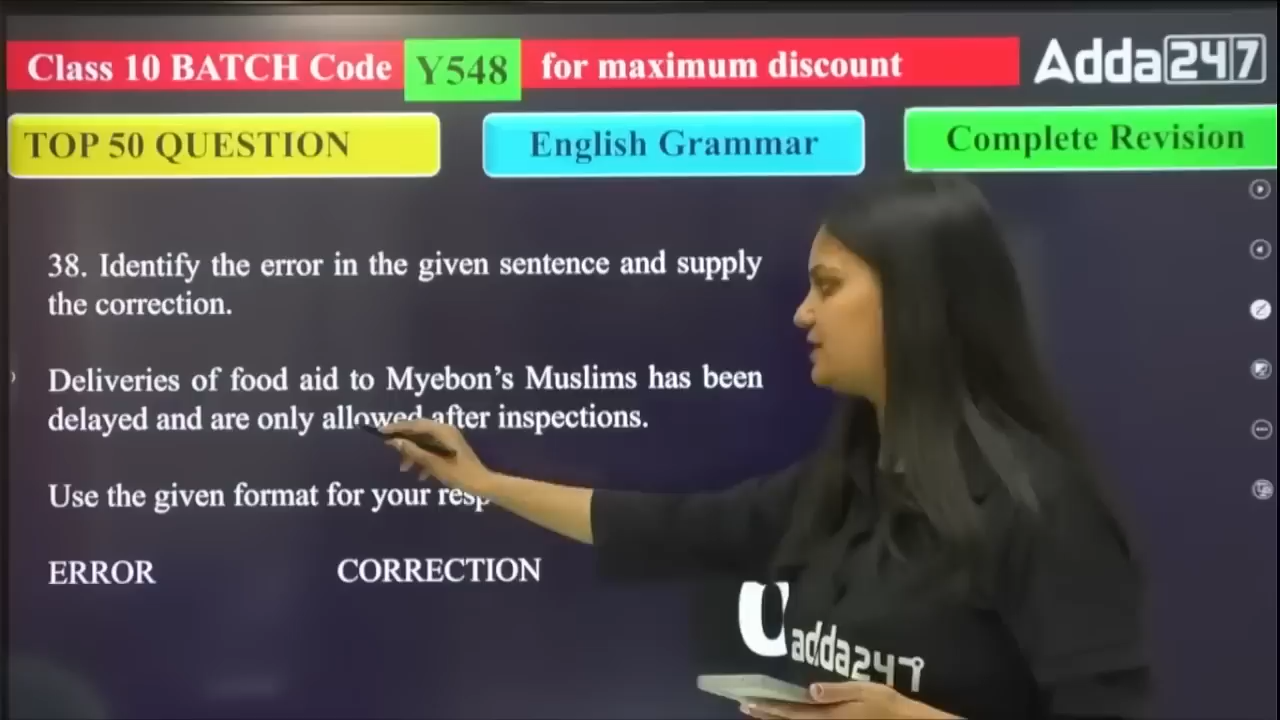 Class 10 BATCH Code Y548 for maximum discount
Adda247
TOP 50 QUESTION
English Grammar
Complete Revision
38. Identify the error in the given sentence and supply
the correction.
Deliveries of food aid to Myebon’s Muslims has been
delayed and are only allowed after inspections.
Use the given format for your
ERROR
CORRECTION
adda247